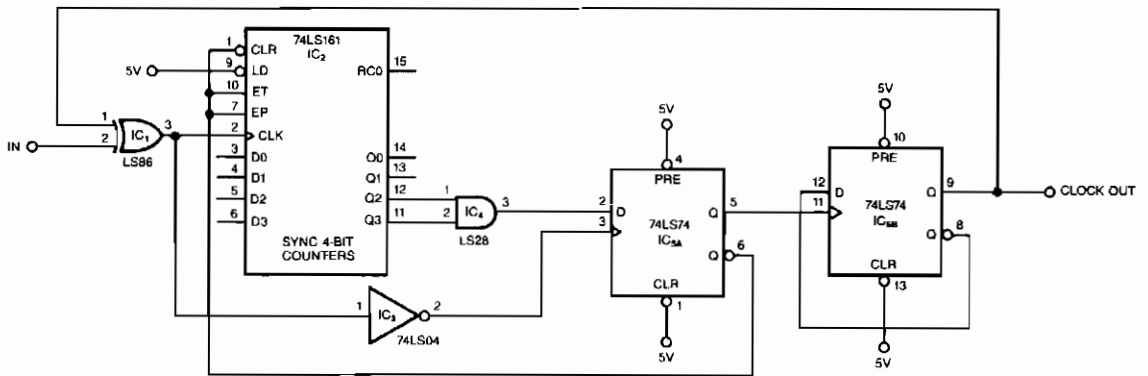 74LS161
IC2
1 CLR
5V 9 LD
RC0 15
10 ET
7 EP
2 CLK
3 D0
4 D1
5 D2
6 D3
Q0 14
Q1 13
Q2 12
Q3 11
SYNC 4-BIT
COUNTERS
IN
1
2
3
IC1
LS86
1
2
3
IC4
LS28
1
2
IC3
74LS04
5V
4
PRE
2 D
3
74LS74
IC5A
Q 5
Q 6
CLR
1
5V
5V
10
PRE
12 D
11
74LS74
IC5B
Q 9
Q 8
CLR
13
5V
CLOCK OUT